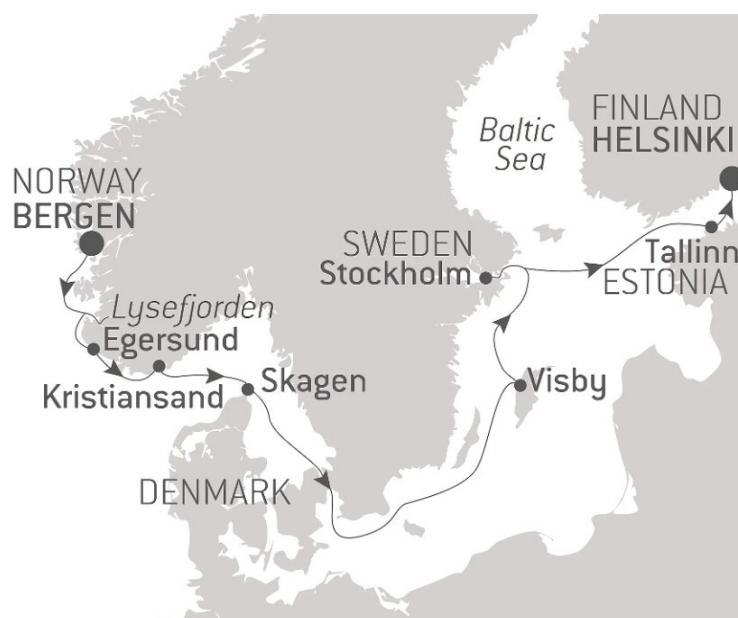 Baltic
Sea
FINLAND
HELSINKI
NORWAY
BERGEN
SWEDEN
Stockholm
Tallinn
ESTONIA
Lysefjorden
Egersund
Kristiansand
Skagen
Visby
DENMARK